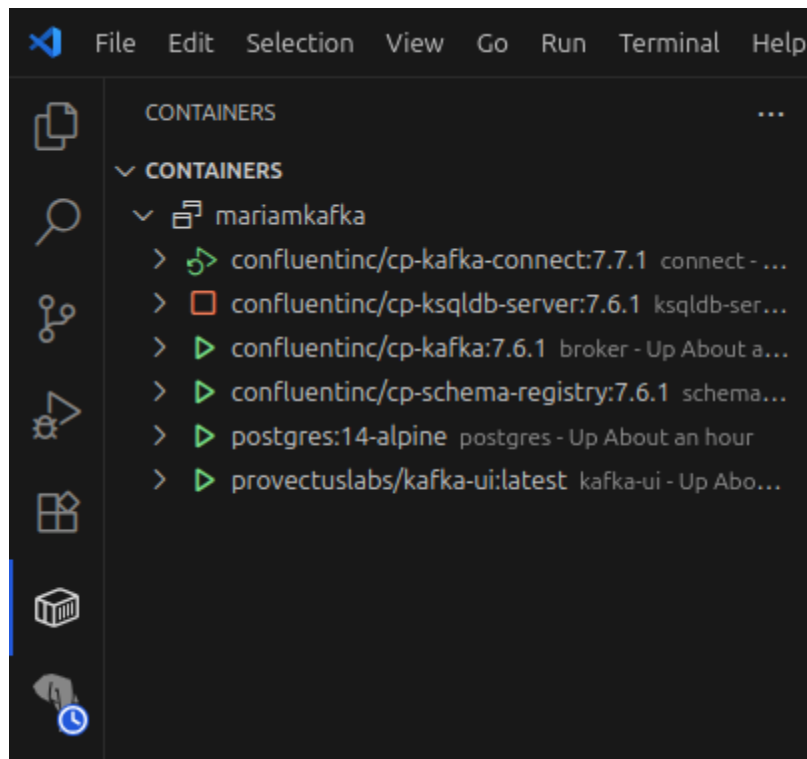 File Edit Selection View Go Run Terminal Help
CONTAINERS ...
CONTAINERS
mariamkafka
confluentinc/cp-kafka-connect:7.7.1 connect - ...
confluentinc/cp-ksqldb-server:7.6.1 ksqldb-ser...
confluentinc/cp-kafka:7.6.1 broker - Up About a...
confluentinc/cp-schema-registry:7.6.1 schema...
postgres:14-alpine postgres - Up About an hour
provectuslabs/kafka-ui:latest kafka-ui - Up Abo...